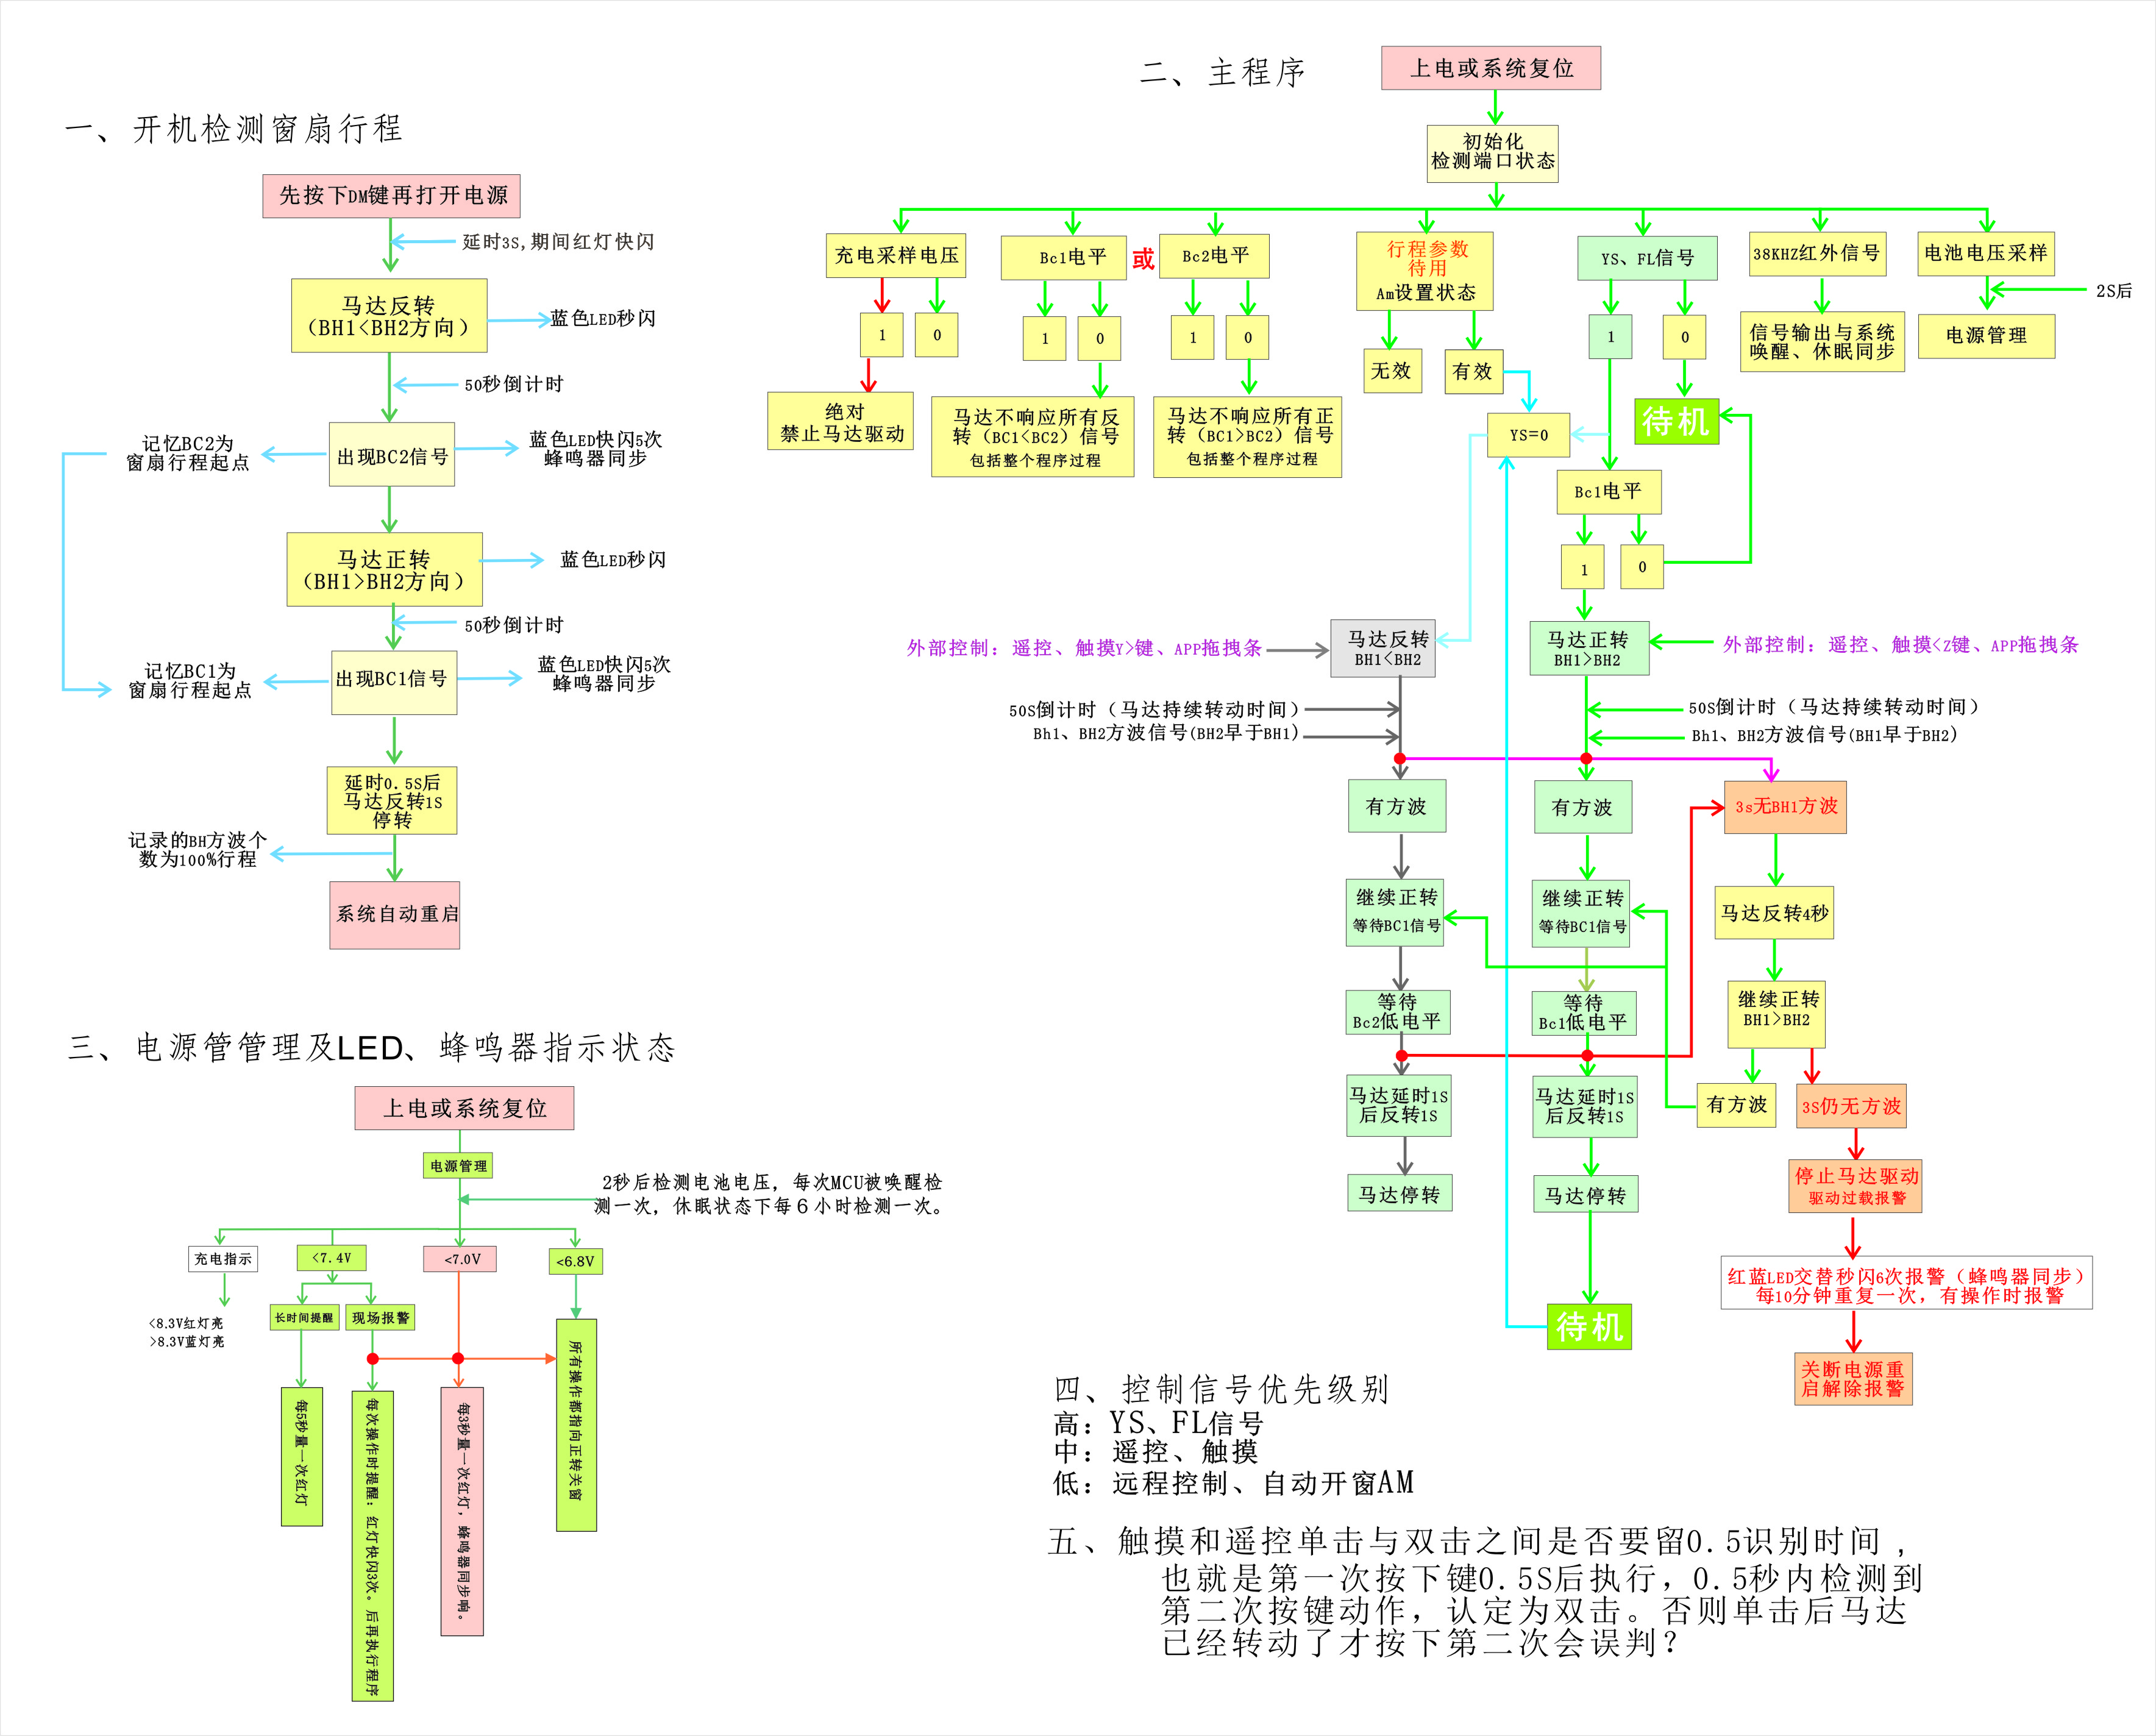 一、开机检测窗扇行程
先按下DM键再打开电源
延时3S,期间红灯快闪
马达反转
（BH1<BH2方向）
蓝色LED秒闪
50秒倒计时
记忆BC2为
窗扇行程起点
出现BC2信号
蓝色LED快闪5次
蜂鸣器同步
马达正转
（BH1>BH2方向）
蓝色LED秒闪
50秒倒计时
记忆BC1为
窗扇行程起点
出现BC1信号
蓝色LED快闪5次
蜂鸣器同步
延时0.5S后
马达反转1S
停转
记录的BH方波个
数为100%行程
系统自动重启
二、主程序
上电或系统复位
初始化
检测端口状态
充电采样电压
1
0
绝对
禁止马达驱动
Bc1电平
1
0
马达不响应所有反
转（BC1<BC2）信号
包括整个程序过程
或
Bc2电平
1
0
马达不响应所有正
转（BC1>BC2）信号
包括整个程序过程
行程参数
待用
Am设置状态
无效
有效
YS、FL信号
1
0
待机
38KHZ红外信号
信号输出与系统
唤醒、休眠同步
电池电压采样
2S后
电源管理
YS=0
Bc1电平
1
0
外部控制：遥控、触摸Y>键、APP拖拽条
马达反转
BH1<BH2
马达正转
BH1>BH2
外部控制：遥控、触摸<Z键、APP拖拽条
50S倒计时（马达持续转动时间）
Bh1、BH2方波信号(BH2早于BH1)
50S倒计时（马达持续转动时间）
Bh1、BH2方波信号(BH1早于BH2)
有方波
有方波
3s无BH1方波
继续正转
等待BC1信号
继续正转
等待BC1信号
马达反转4秒
等待
Bc2低电平
等待
Bc1低电平
继续正转
BH1>BH2
马达延时1S
后反转1S
马达延时1S
后反转1S
有方波
3S仍无方波
马达停转
马达停转
停止马达驱动
驱动过载报警
红蓝LED交替秒闪6次报警（蜂鸣器同步）
每10分钟重复一次，有操作时报警
待机
关断电源重
启解除报警
三、电源管管理及LED、蜂鸣器指示状态
上电或系统复位
电源管理
2秒后检测电池电压，每次MCU被唤醒检
测一次，休眠状态下每6小时检测一次。
充电指示
<7.4V
<7.0V
<6.8V
<8.3V红灯亮
>8.3V蓝灯亮
长时间提醒
现场报警
每5秒量一次红灯
每次操作时提醒：红灯快闪3次。后再执行程序
每3秒量一次红灯，蜂鸣器同步响。
所有操作都指向正转关窗
四、控制信号优先级别
高：YS、FL信号
中：遥控、触摸
低：远程控制、自动开窗AM
五、触摸和遥控单击与双击之间是否要留0.5识别时间，
也就是第一次按下键0.5S后执行，0.5秒内检测到
第二次按键动作，认定为双击。否则单击后马达
已经转动了才按下第二次会误判？